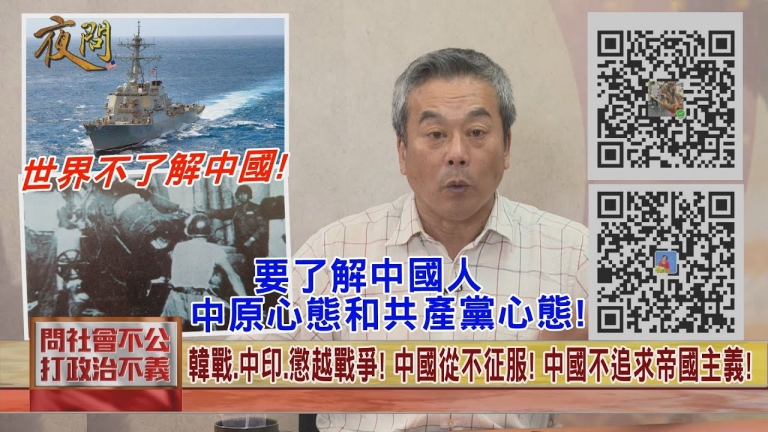 夜問
世界不了解中國!
要了解中國人
中原心態和共產黨心態!
問社會不公
打政治不義
韓戰.中印.懲越戰爭! 中國從不征服! 中國不追求帝國主義!